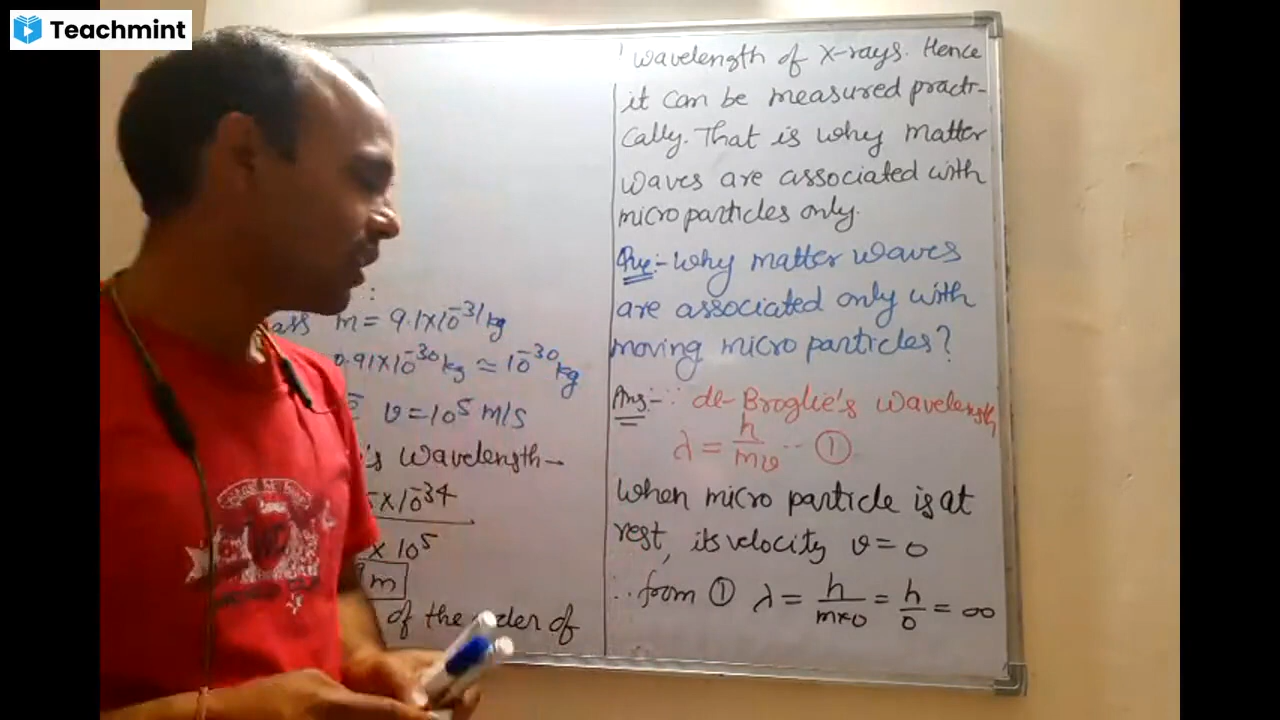 Teachmint
m = 9.1×10⁻³¹ kg
0.91×10⁻³⁰ kg ≃ 10⁻³⁰ kg
v = 10⁵ m/s
's wavelength→
×10⁻³⁴
× 10⁵
m
of the order of
wavelength of x-rays. Hence
it can be measured practi-
cally. That is why matter
waves are associated with
micro particles only.
Que:- Why matter waves
are associated only with
moving micro particles?
Ans:- ∵ de-Broglie's wavelength
λ = h/mv -- ①
When micro particle is at
rest, its velocity v = 0
∴ from ① λ = h/m×0 = h/0 = ∞